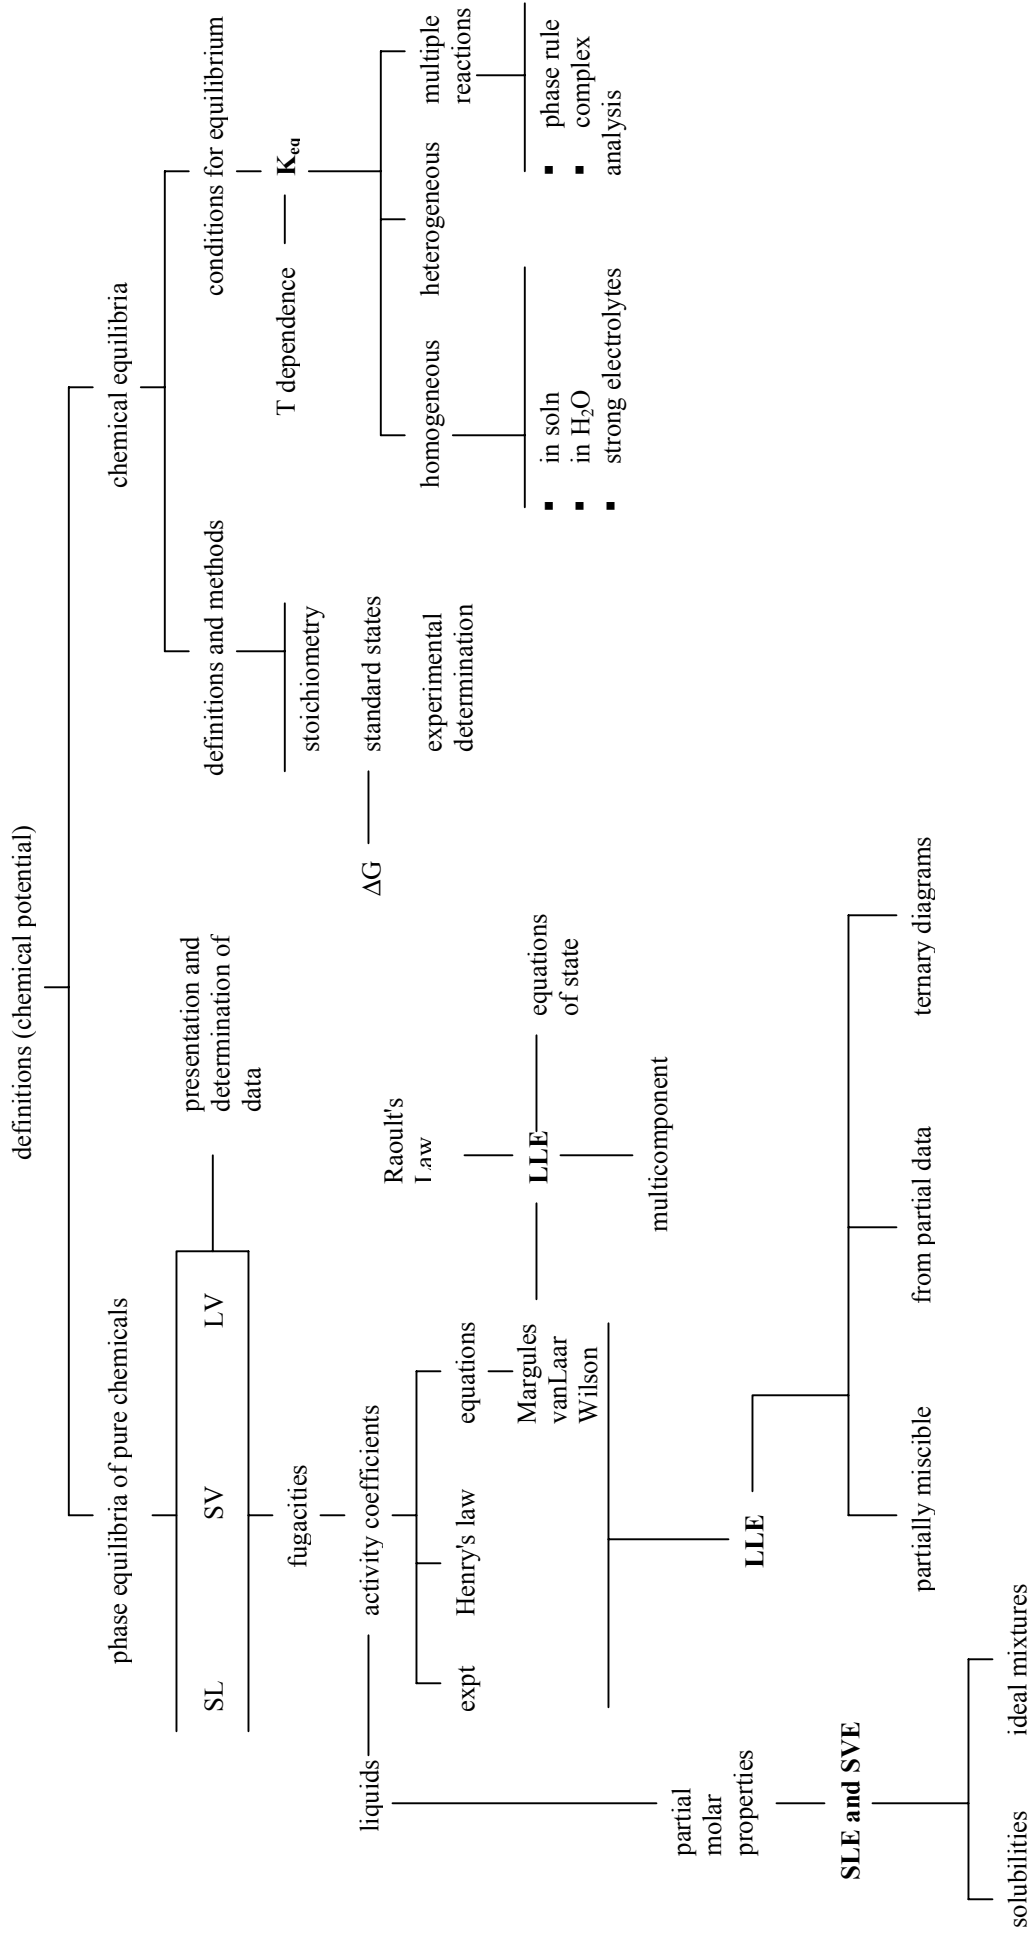 definitions (chemical potential)
phase equilibria of pure chemicals
chemical equilibria
SL SV LV
presentation and
determination of
data
definitions and methods
conditions for equilibrium
fugacities
stoichiometry
T dependence
Keq
liquids
activity coefficients
Raoult's
Law
ΔG
standard states
experimental
determination
homogeneous
heterogeneous
multiple
reactions
expt
Henry's law
equations
Margules
vanLaar
Wilson
LLE
equations
of state
▪ in soln
▪ in H₂O
▪ strong electrolytes
▪ phase rule
▪ complex
analysis
multicomponent
partial
molar
properties
LLE
SLE and SVE
partially miscible
from partial data
ternary diagrams
solubilities
ideal mixtures